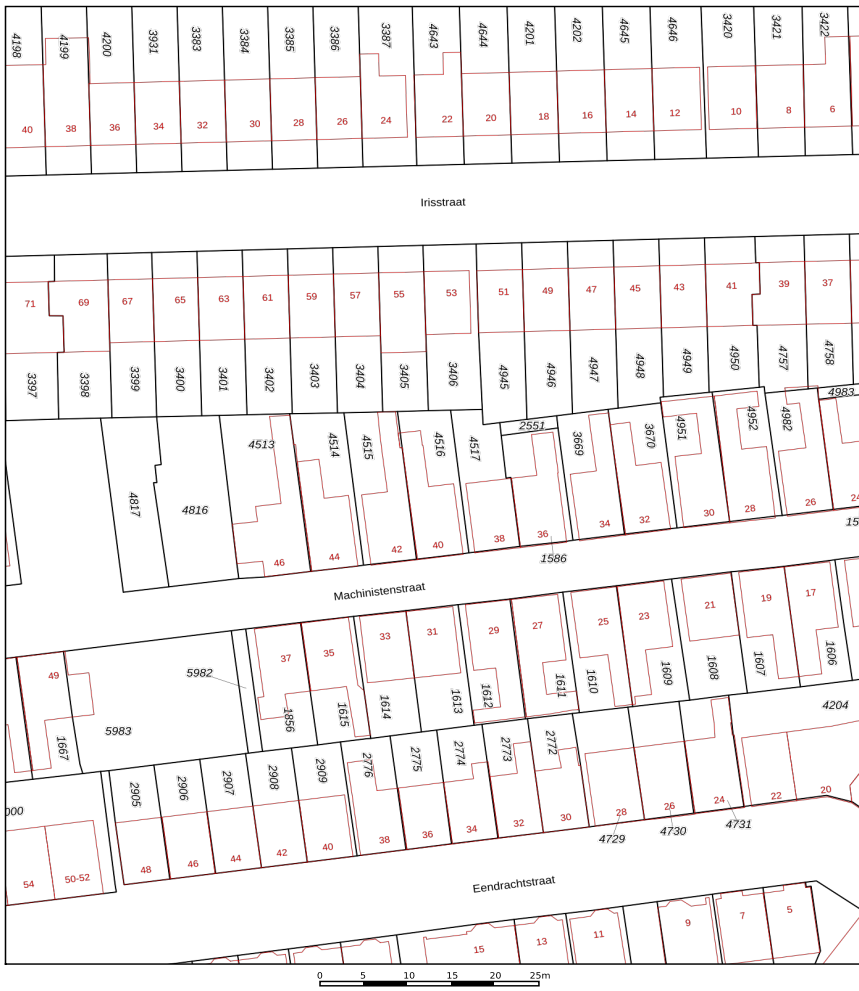 4198 4199 4200 3931 3383 3384 3385 3386 3387 4643 4644 4201 4202 4645 4646 3420 3421 3422
40 38 36 34 32 30 28 26 24 22 20 18 16 14 12 10 8 6
Irisstraat
71 69 67 65 63 61 59 57 55 53 51 49 47 45 43 41 39 37
3397 3398 3399 3400 3401 3402 3403 3404 3405 3406 4945 4946 4947 4948 4949 4950 4757 4758
4983
4817 4816 4513 4514 4515 4516 4517 2551 3669 3670 4951 4952 4982
46 44 42 40 38 36 34 32 30 28 26 24
1586
15
Machinistenstraat
49 37 35 33 31 29 27 25 23 21 19 17
5982
1667 5983 1856 1615 1614 1613 1612 1611 1610 1609 1608 1607 1606
4204
000 2905 2906 2907 2908 2909 2776 2775 2774 2773 2772
54 50-52 48 46 44 42 40 38 36 34 32 30 28 26 24 22 20
4729 4730 4731
Eendrachtstraat
15 13 11 9 7 5
0 5 10 15 20 25m